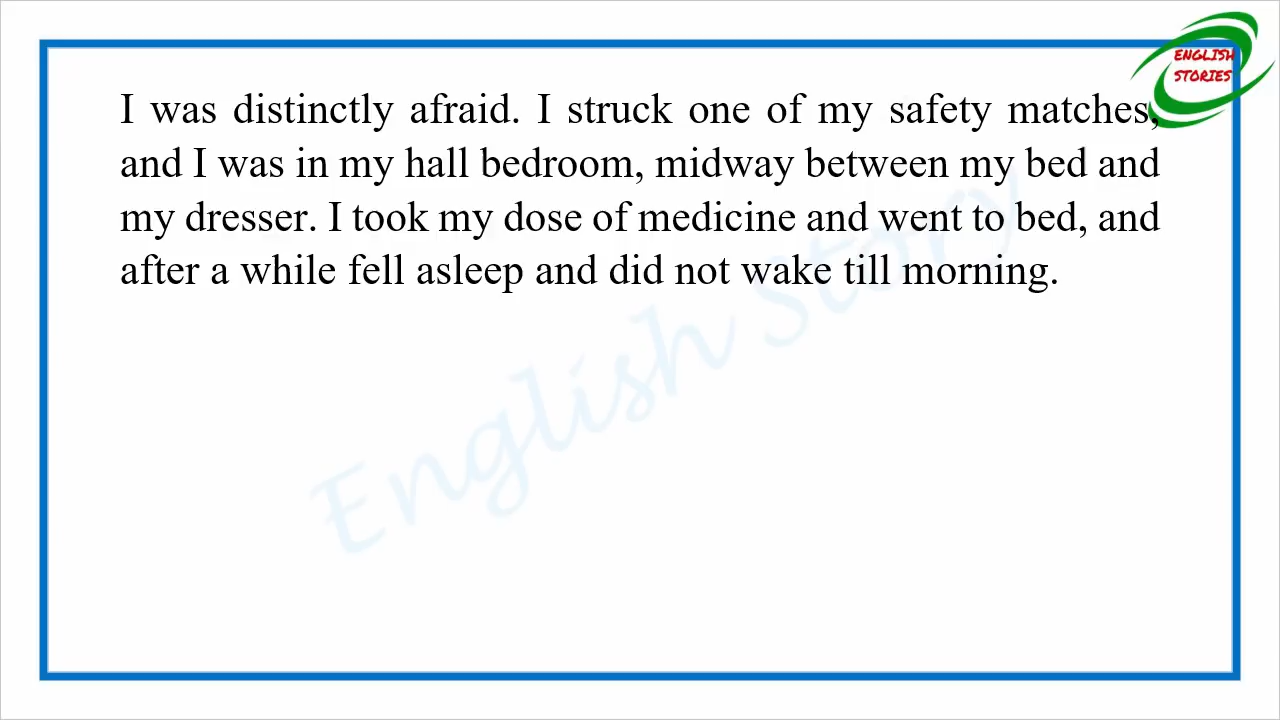 ENGLISH
STORIES
I was distinctly afraid. I struck one of my safety matches,
and I was in my hall bedroom, midway between my bed and
my dresser. I took my dose of medicine and went to bed, and
after a while fell asleep and did not wake till morning.
English Story